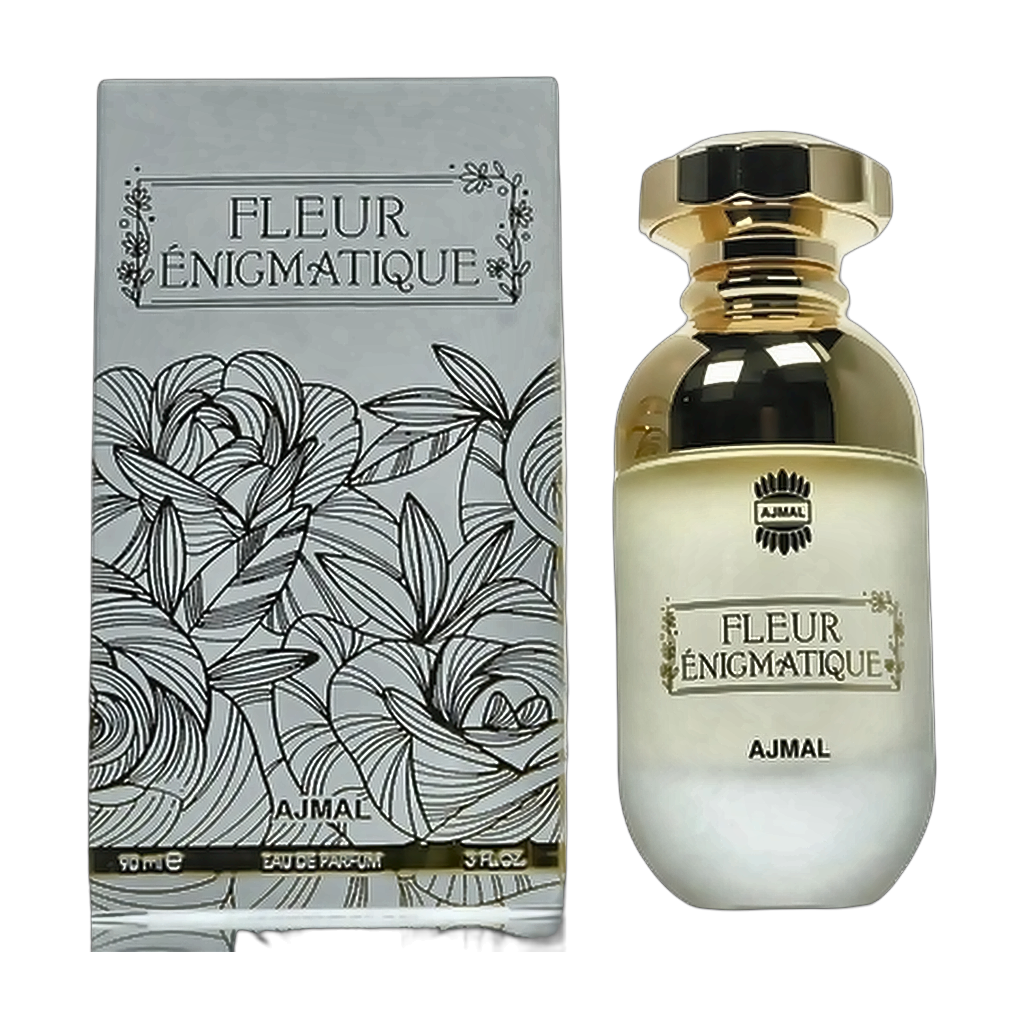 FLEUR
ÉNIGMATIQUE
AJMAL
90 ml e
EAU DE PARFUM
3 FL.OZ.
AJMAL
FLEUR
ÉNIGMATIQUE
AJMAL